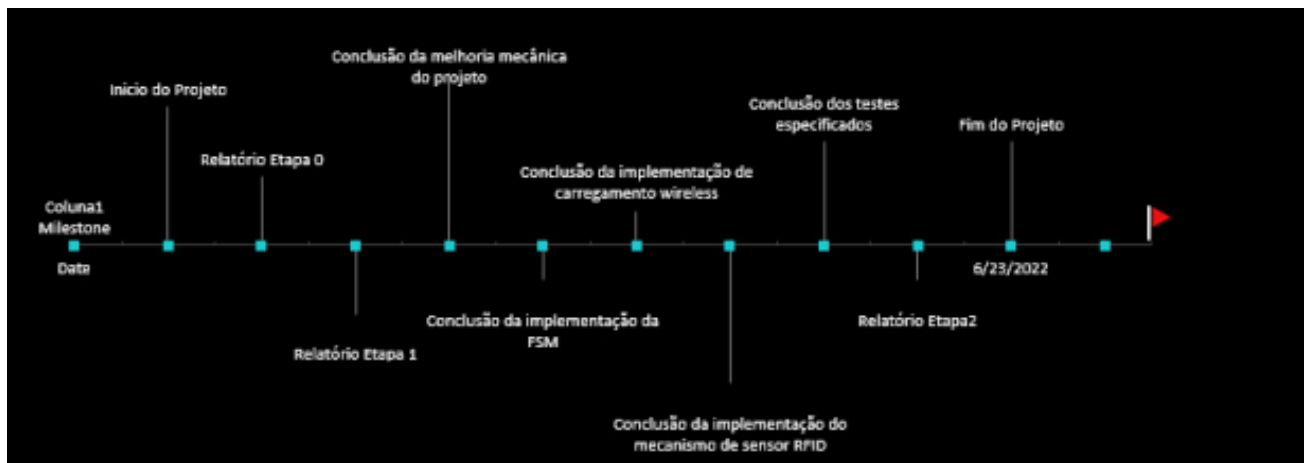 Conclusão da melhoria mecânica
do projeto
Inicio do Projeto
Conclusão dos testes
especificados
Fim do Projeto
Relatório Etapa 0
Conclusão da implementação de
carregamento wireless
Coluna1
Milestone
Date
6/23/2022
Conclusão da implementação da
FSM
Relatório Etapa2
Relatório Etapa 1
Conclusão da implementação do
mecanismo de sensor RFID